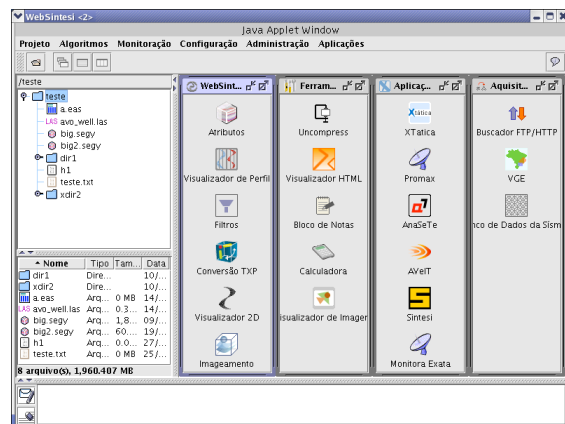 WebSintesi <2>
Java Applet Window
Projeto Algoritmos Monitoração Configuração Administração Aplicações
/teste
teste
a.eas
LAS avo_well.las
big.segy
big2.segy
dir1
h1
teste.txt
xdir2
Nome Tipo Tam... Data
dir1 Dire... 10/...
xdir2 Dire... 10/...
a.eas Arq... 0 MB 14/...
LAS avo_well.las Arq... 0.3... 14/...
big.segy Arq... 1,8... 09/...
big2.segy Arq... 60.... 19/...
h1 Arq... 0.0... 27/...
teste.txt Arq... 0 MB 25/...
8 arquivo(s), 1,960.407 MB
WebSint...
Atributos
Visualizador de Perfil
Filtros
Conversão TXP
Visualizador 2D
Imageamento
Ferram...
Uncompress
Visualizador HTML
Bloco de Notas
Calculadora
isualizador de Imager
Aplicaç...
Xtática
XTatica
Promax
AnaSeTe
AVelT
Sintesi
Monitora Exata
Aquisit...
Buscador FTP/HTTP
VGE
nco de Dados da Sísm